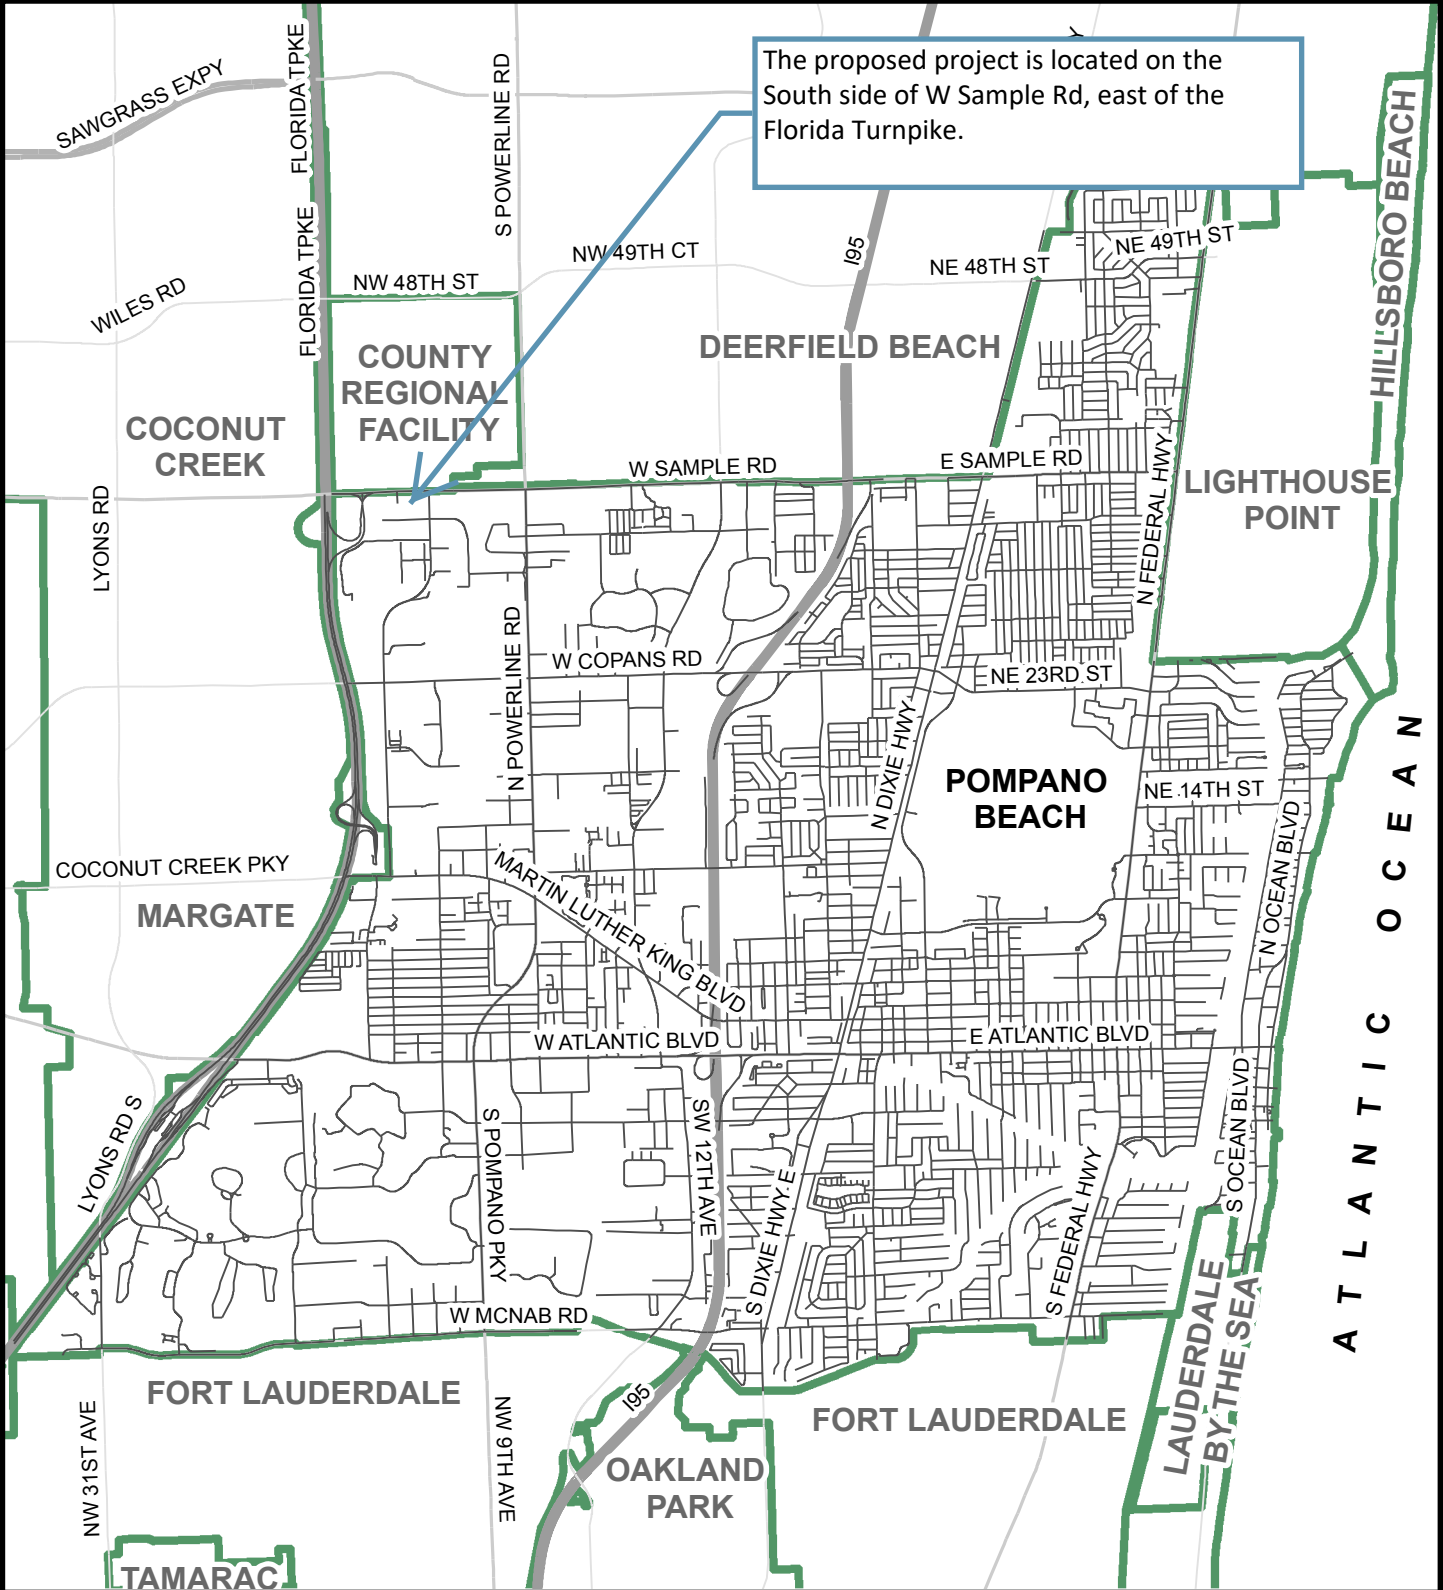 The proposed project is located on the
South side of W Sample Rd, east of the
Florida Turnpike.
SAWGRASS EXPY
FLORIDA TPKE
S POWERLINE RD
Y
HILLSBORO BEACH
FLORIDA TPKE
NW 49TH CT
I95
NE 49TH ST
NE 48TH ST
NW 48TH ST
WILES RD
COUNTY
REGIONAL
FACILITY
DEERFIELD BEACH
COCONUT
CREEK
W SAMPLE RD
E SAMPLE RD
LIGHTHOUSE
POINT
LYONS RD
N FEDERAL HWY
N POWERLINE RD
W COPANS RD
NE 23RD ST
N DIXIE HWY
POMPANO
BEACH
NE 14TH ST
N OCEAN BLVD
ATLANTIC OCEAN
COCONUT CREEK PKY
MARGATE
MARTIN LUTHER KING BLVD
W ATLANTIC BLVD
E ATLANTIC BLVD
LYONS RD S
S POMPANO PKY
SW 12TH AVE
S DIXIE HWY E
S FEDERAL HWY
S OCEAN BLVD
W MCNAB RD
LAUDERDALE
BY THE SEA
FORT LAUDERDALE
I95
FORT LAUDERDALE
NW 31ST AVE
NW 9TH AVE
OAKLAND
PARK
TAMARAC